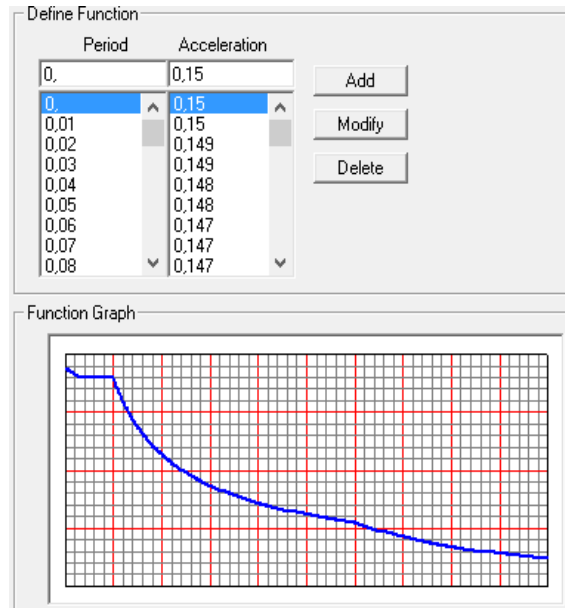 Define Function
Period Acceleration
0, 0,15 Add
0, 0,15
0,01 0,15
0,02 0,149 Modify
0,03 0,149
0,04 0,148 Delete
0,05 0,148
0,06 0,147
0,07 0,147
0,08 0,147
Function Graph